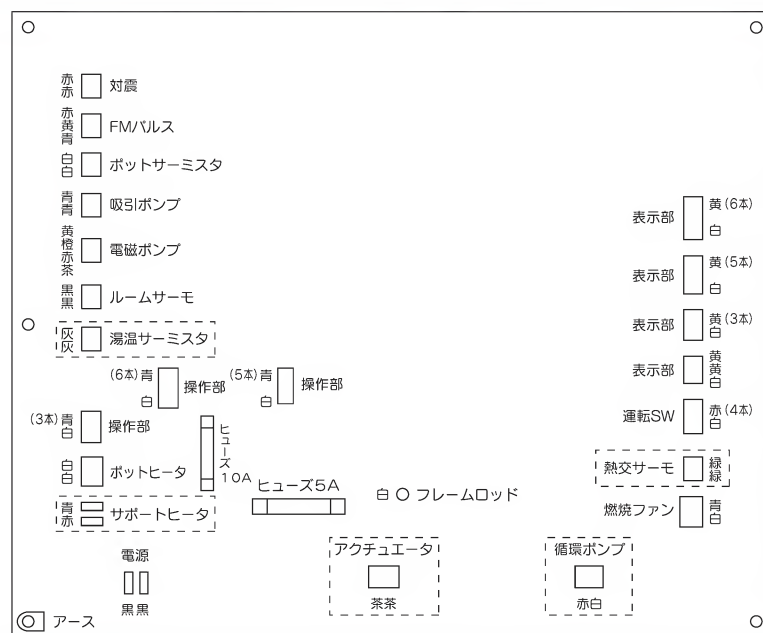 赤赤 対震
赤黄青 FMパルス
白白 ポットサーミスタ
青青 吸引ポンプ
黄橙赤茶 電磁ポンプ
黒黒 ルームサーモ
灰灰 湯温サーミスタ
(6本)青白 操作部
(5本)青白 操作部
(3本)青白 操作部
ヒューズ10A
白白 ポットヒータ
ヒューズ5A
青赤 サポートヒータ
白 フレームロッド
電源
黒黒
アース
アクチュエータ
茶茶
循環ポンプ
赤白
表示部 黄(6本)白
表示部 黄(5本)白
表示部 黄(3本)白
表示部 黄黄白
運転SW 赤(4本)白
熱交サーモ 緑緑
燃焼ファン 青白